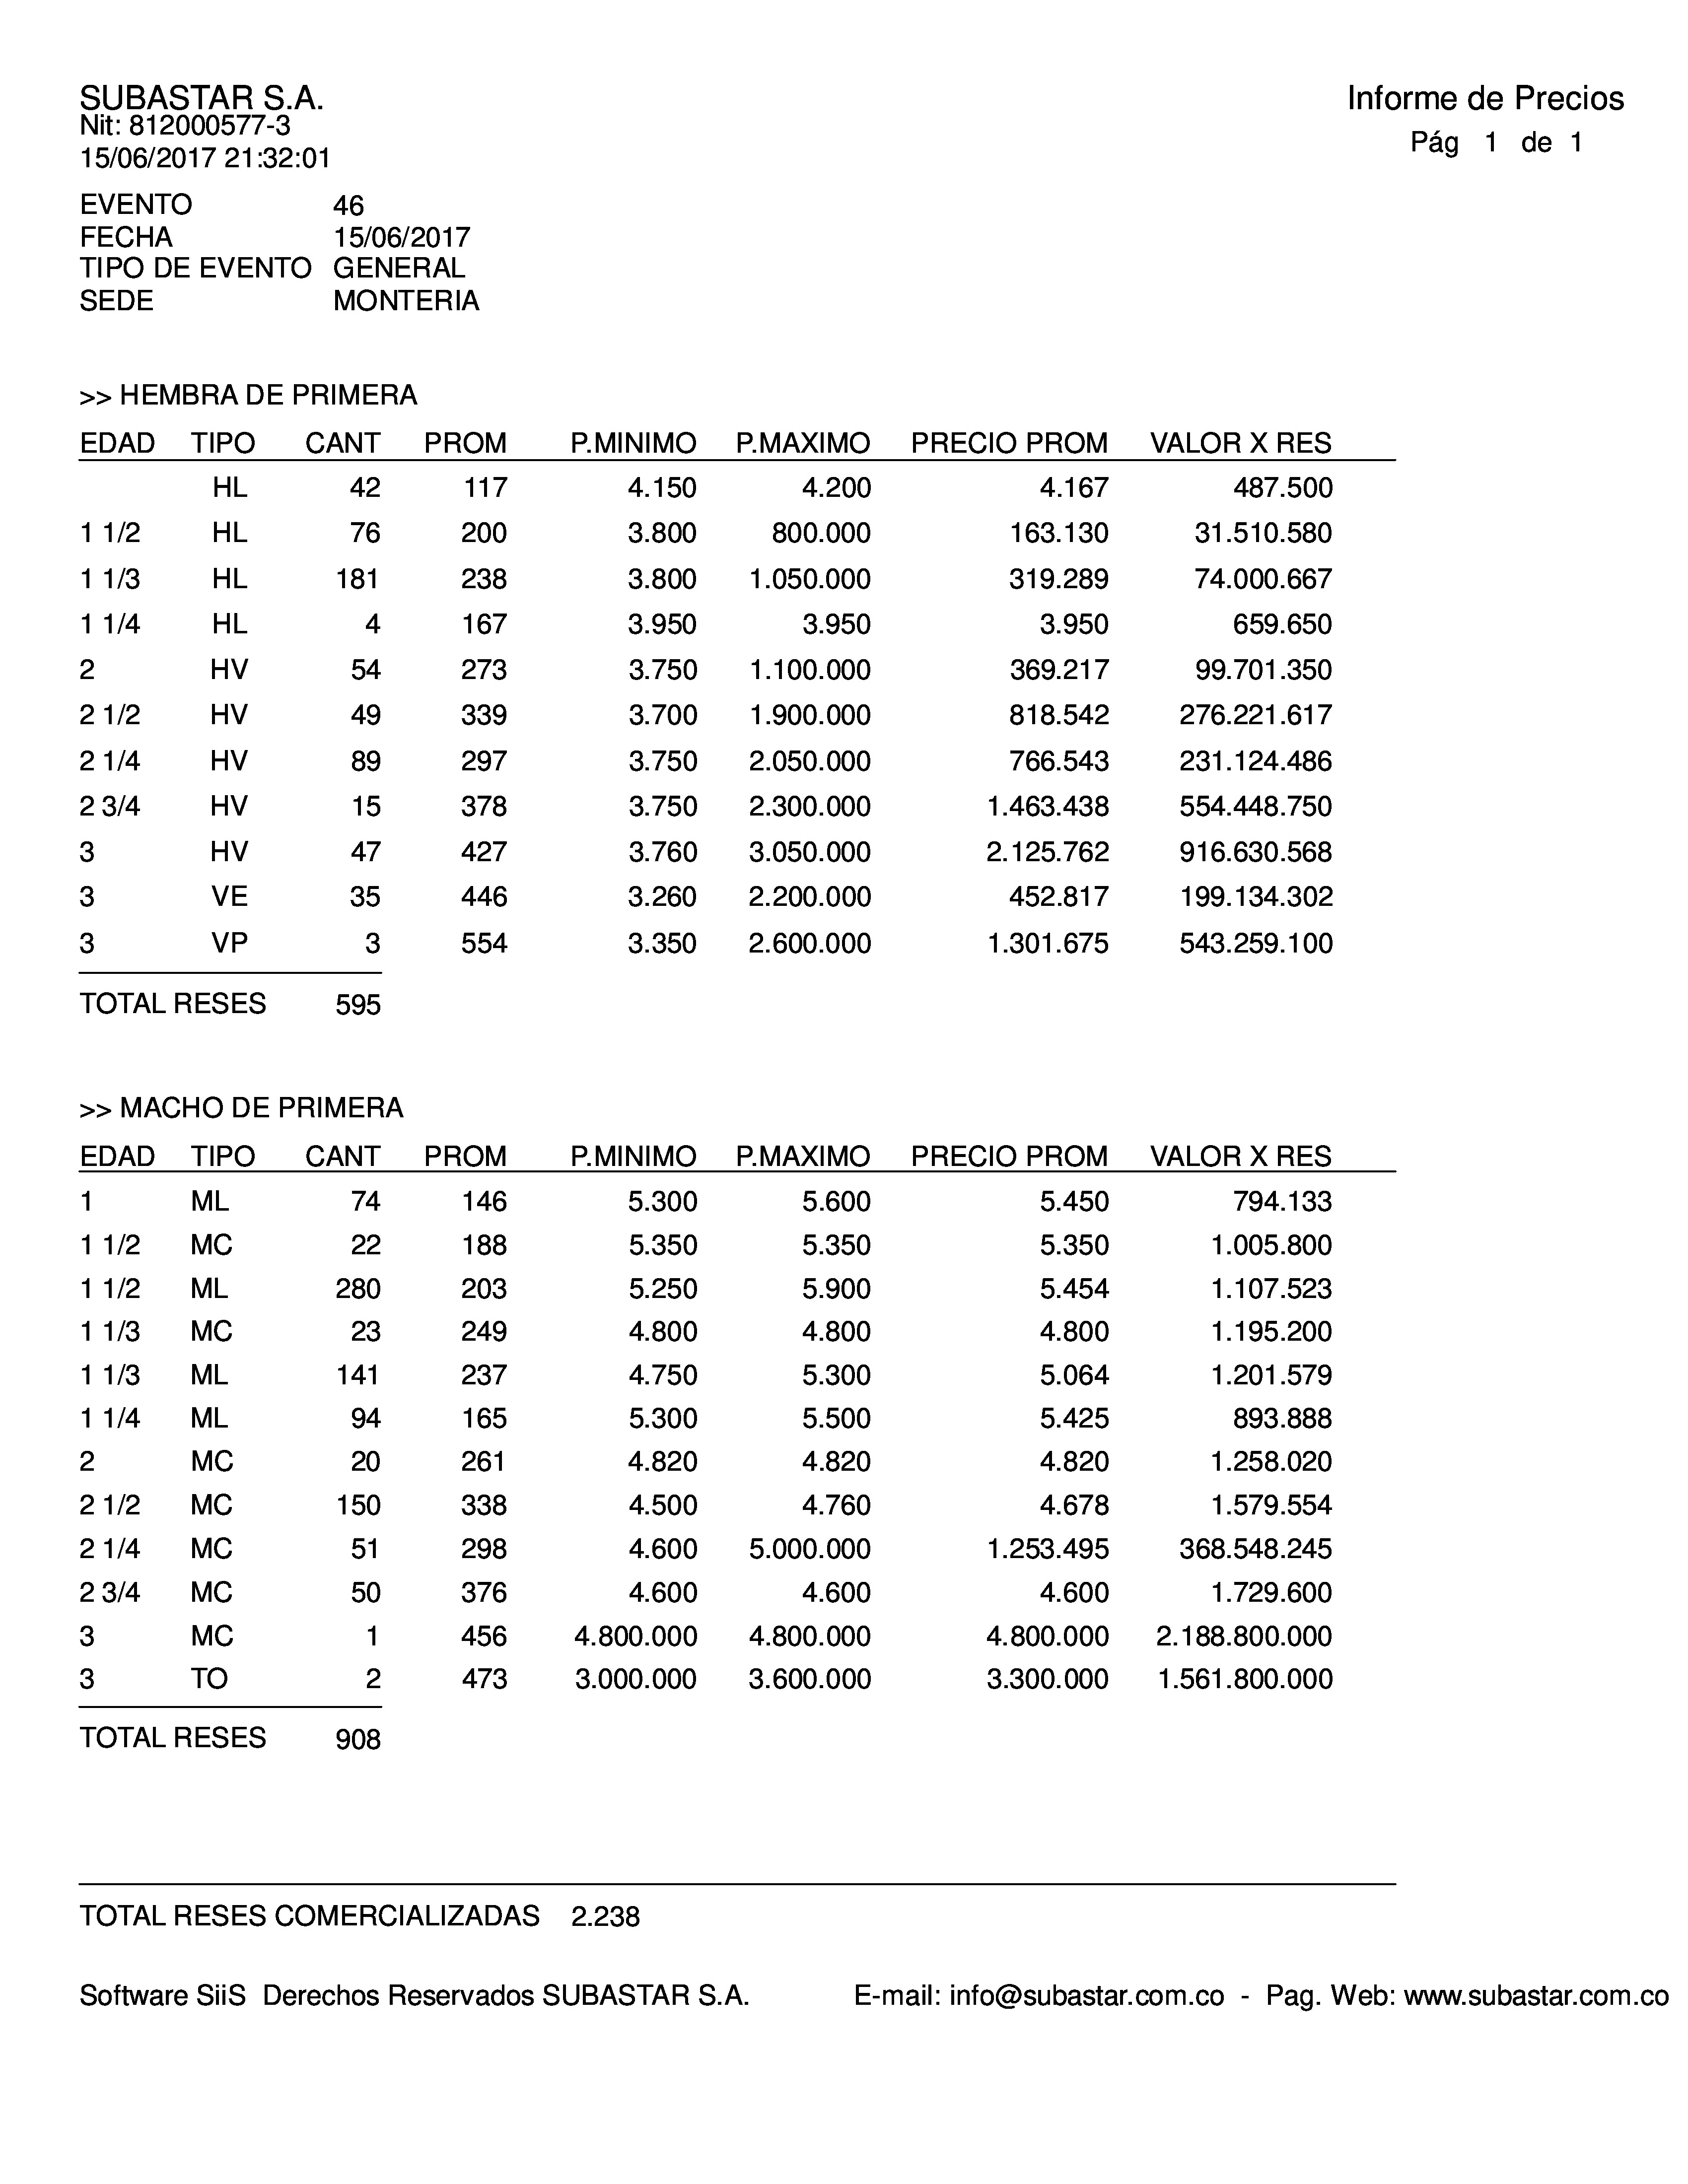 SUBASTAR S.A.
Informe de Precios
Nit: 812000577-3
Pág 1 de 1
15/06/2017 21:32:01
EVENTO 46
FECHA 15/06/2017
TIPO DE EVENTO GENERAL
SEDE MONTERIA
>> HEMBRA DE PRIMERA
EDAD TIPO CANT PROM P.MINIMO P.MAXIMO PRECIO PROM VALOR X RES
HL 42 117 4.150 4.200 4.167 487.500
1 1/2 HL 76 200 3.800 800.000 163.130 31.510.580
1 1/3 HL 181 238 3.800 1.050.000 319.289 74.000.667
1 1/4 HL 4 167 3.950 3.950 3.950 659.650
2 HV 54 273 3.750 1.100.000 369.217 99.701.350
2 1/2 HV 49 339 3.700 1.900.000 818.542 276.221.617
2 1/4 HV 89 297 3.750 2.050.000 766.543 231.124.486
2 3/4 HV 15 378 3.750 2.300.000 1.463.438 554.448.750
3 HV 47 427 3.760 3.050.000 2.125.762 916.630.568
3 VE 35 446 3.260 2.200.000 452.817 199.134.302
3 VP 3 554 3.350 2.600.000 1.301.675 543.259.100
TOTAL RESES 595
>> MACHO DE PRIMERA
EDAD TIPO CANT PROM P.MINIMO P.MAXIMO PRECIO PROM VALOR X RES
1 ML 74 146 5.300 5.600 5.450 794.133
1 1/2 MC 22 188 5.350 5.350 5.350 1.005.800
1 1/2 ML 280 203 5.250 5.900 5.454 1.107.523
1 1/3 MC 23 249 4.800 4.800 4.800 1.195.200
1 1/3 ML 141 237 4.750 5.300 5.064 1.201.579
1 1/4 ML 94 165 5.300 5.500 5.425 893.888
2 MC 20 261 4.820 4.820 4.820 1.258.020
2 1/2 MC 150 338 4.500 4.760 4.678 1.579.554
2 1/4 MC 51 298 4.600 5.000.000 1.253.495 368.548.245
2 3/4 MC 50 376 4.600 4.600 4.600 1.729.600
3 MC 1 456 4.800.000 4.800.000 4.800.000 2.188.800.000
3 TO 2 473 3.000.000 3.600.000 3.300.000 1.561.800.000
TOTAL RESES 908
TOTAL RESES COMERCIALIZADAS 2.238
Software SiiS Derechos Reservados SUBASTAR S.A. E-mail: info@subastar.com.co - Pag. Web: www.subastar.com.co